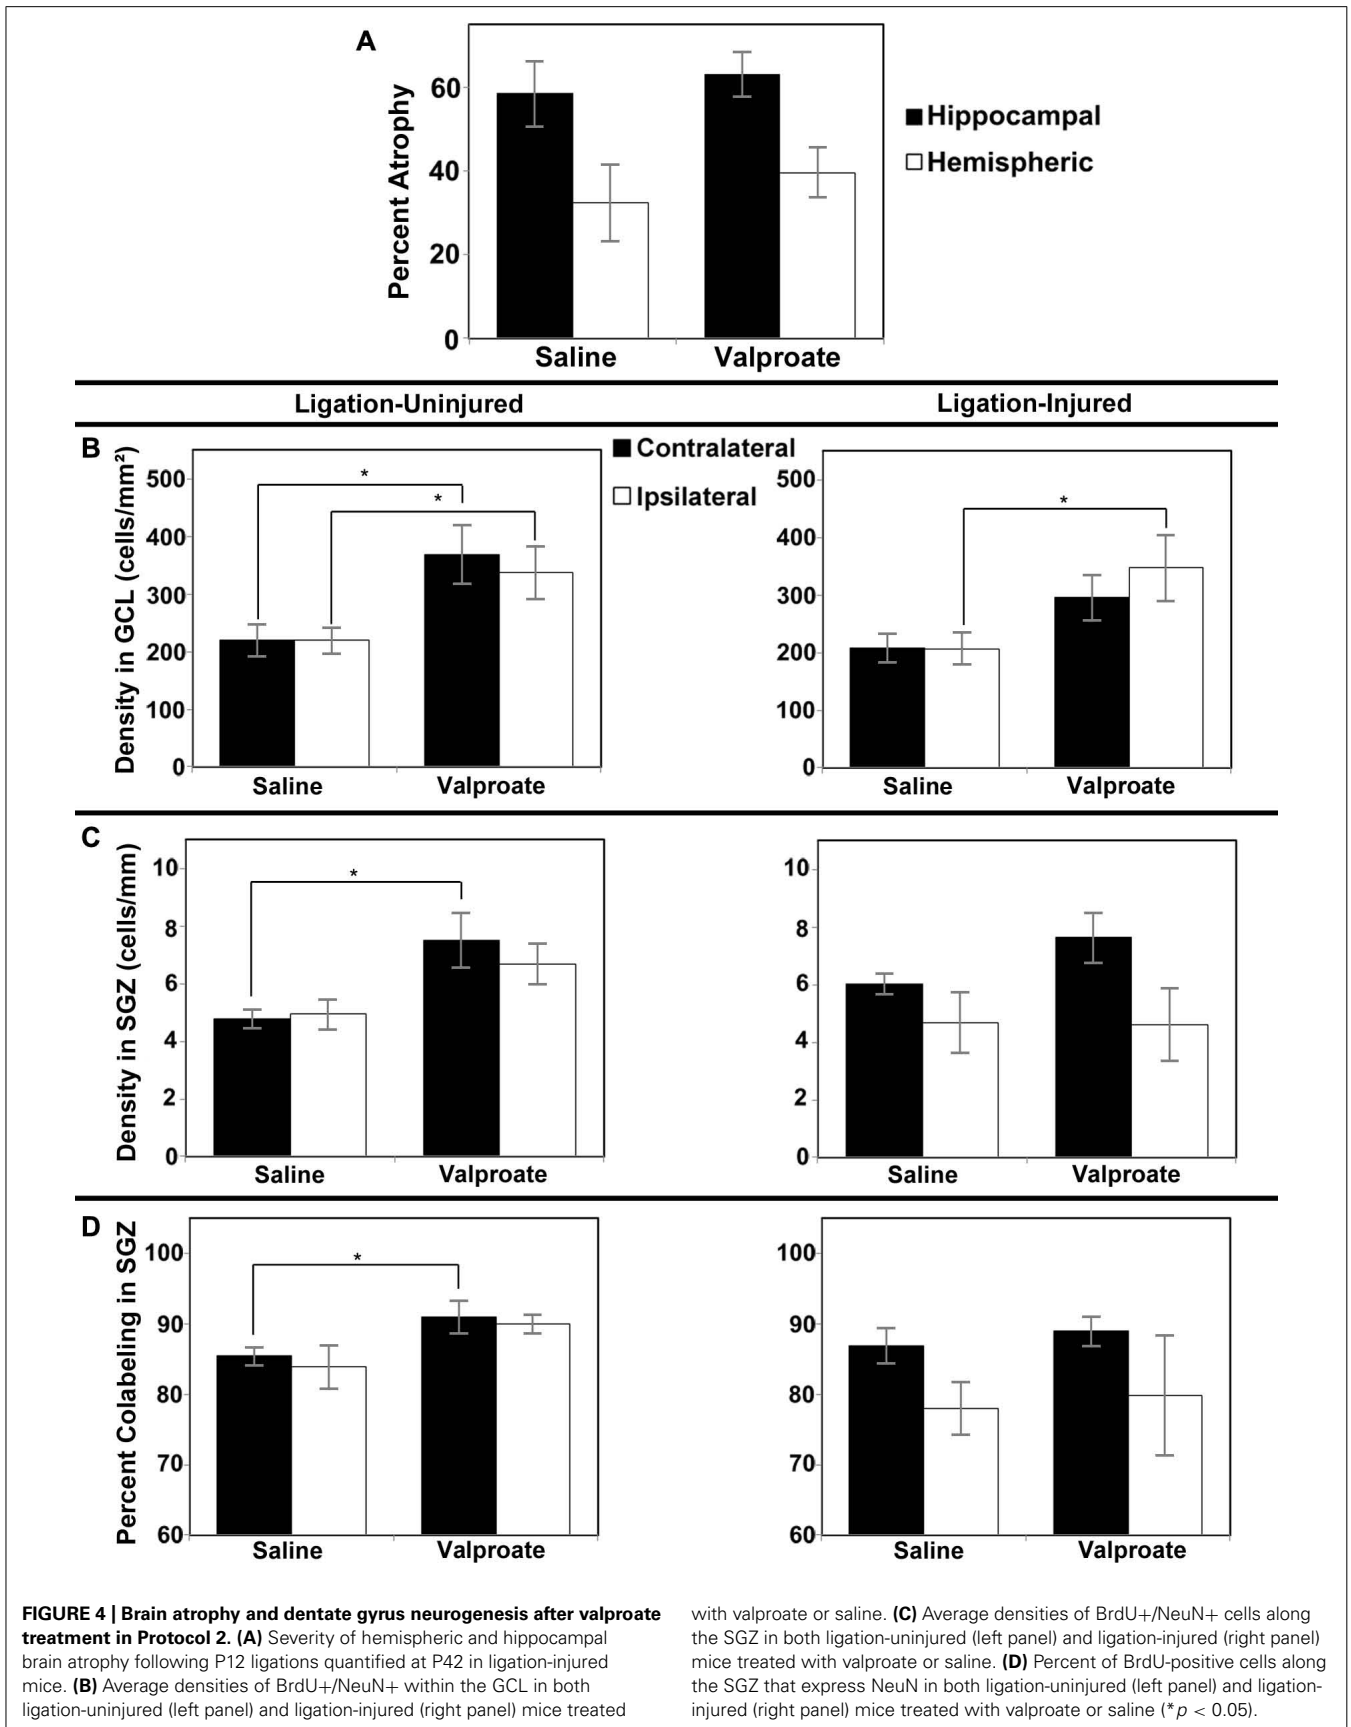 A
Percent Atrophy
60
40
20
0
Saline
Valproate
Hippocampal
Hemispheric
Ligation-Uninjured
Ligation-Injured
B
Density in GCL (cells/mm²)
500
400
300
200
100
0
*
*
Saline
Valproate
Contralateral
Ipsilateral
500
400
300
200
100
0
*
Saline
Valproate
C
Density in SGZ (cells/mm)
10
8
6
4
2
0
*
Saline
Valproate
10
8
6
4
2
0
Saline
Valproate
D
Percent Colabeling in SGZ
100
90
80
70
60
*
Saline
Valproate
100
90
80
70
60
Saline
Valproate
FIGURE 4 | Brain atrophy and dentate gyrus neurogenesis after valproate
treatment in Protocol 2. (A) Severity of hemispheric and hippocampal
brain atrophy following P12 ligations quantified at P42 in ligation-injured
mice. (B) Average densities of BrdU+/NeuN+ within the GCL in both
ligation-uninjured (left panel) and ligation-injured (right panel) mice treated
with valproate or saline. (C) Average densities of BrdU+/NeuN+ cells along
the SGZ in both ligation-uninjured (left panel) and ligation-injured (right panel)
mice treated with valproate or saline. (D) Percent of BrdU-positive cells along
the SGZ that express NeuN in both ligation-uninjured (left panel) and ligation-
injured (right panel) mice treated with valproate or saline (*p < 0.05).